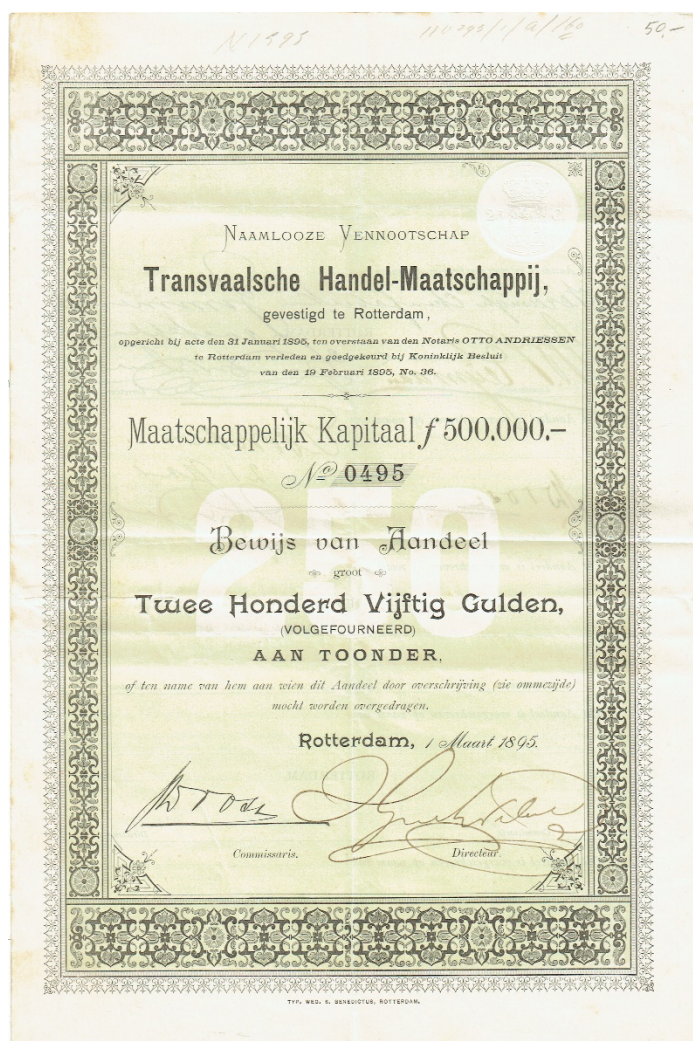 N 1595
50,-
NAAMLOOZE VENNOOTSCHAP
Transvaalsche Handel-Maatschappij,
gevestigd te Rotterdam,
opgericht bij acte den 31 Januari 1895, ten overstaan van den Notaris OTTO ANDRIESSEN
te Rotterdam verleden en goedgekeurd bij Koninklijk Besluit
van den 19 Februari 1895, No. 36.
Maatschappelijk Kapitaal f 500.000.–
No 0495
250
Bewijs van Aandeel
groot
Twee Honderd Vijftig Gulden,
(VOLGEFOURNEERD)
AAN TOONDER,
of ten name van hem aan wien dit Aandeel door overschrijving (zie ommezijde)
mocht worden overgedragen.
Rotterdam, 1 Maart 1895.
Commissaris.
Directeur.
TYP. WED. S. BENEDICTUS, ROTTERDAM.